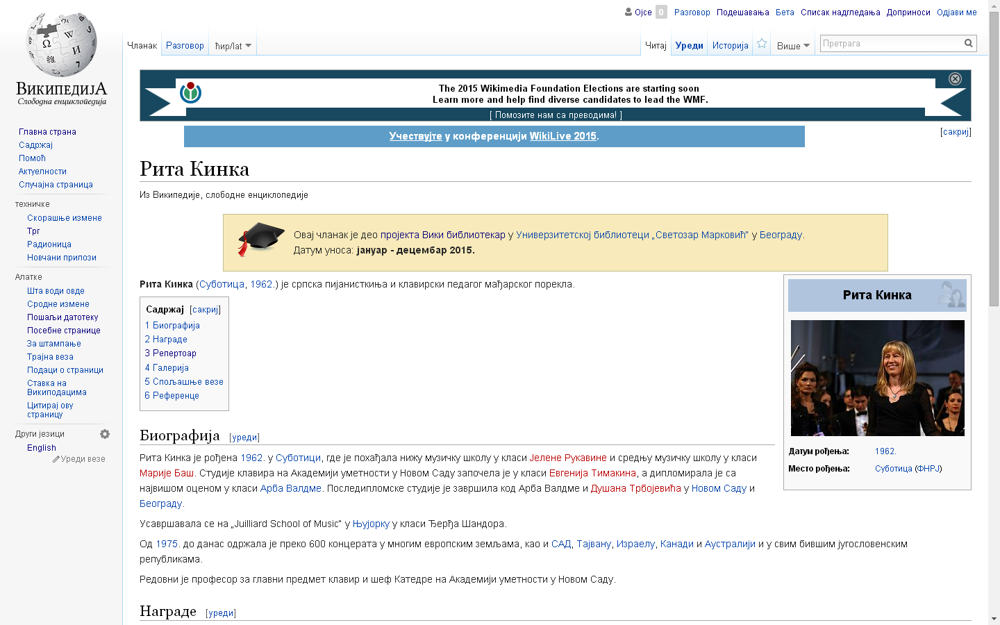 Ојсе 0 Разговор Подешавања Бета Списак надгледања Доприноси Одјави ме
Чланак Разговор ћир/lat Читај Уреди Историја Више Претрага
ВикипедијА
Слободна енциклопедија
Главна страна
Садржај
Помоћ
Актуелности
Случајна страница
техничке
Скорашње измене
Трг
Радионица
Новчани прилози
Алатке
Шта води овде
Сродне измене
Пошаљи датотеку
Посебне странице
За штампање
Трајна веза
Подаци о страници
Ставка на
Википодацима
Цитирај ову
страницу
Други језици
English
Уреди везе
The 2015 Wikimedia Foundation Elections are starting soon
Learn more and help find diverse candidates to lead the WMF.
[ Помозите нам са преводима! ]
Учествујте у конференцији WikiLive 2015.
[сакриј]
Рита Кинка
Из Википедије, слободне енциклопедије
Овај чланак је део пројекта Вики библиотекар у Универзитетској библиотеци „Светозар Марковић“ у Београду.
Датум уноса: јануар - децембар 2015.
Рита Кинка (Суботица, 1962.) је српска пијанисткиња и клавирски педагог мађарског порекла.
Садржај [сакриј]
1 Биографија
2 Награде
3 Репертоар
4 Галерија
5 Спољашње везе
6 Референце
Рита Кинка
Датум рођења: 1962.
Место рођења: Суботица (ФНРЈ)
Биографија [уреди]
Рита Кинка је рођена 1962. у Суботици, где је похађала нижу музичку школу у класи Јелене Рукавине и средњу музичку школу у класи
Марије Баш. Студије клавира на Академији уметности у Новом Саду започела је у класи Евгенија Тимакина, а дипломирала је са
највишом оценом у класи Арба Валдме. Последипломске студије је завршила код Арба Валдме и Душана Трбојевића у Новом Саду и
Београду.
Усавршавала се на „Juilliard School of Music“ у Њујорку у класи Ђерђа Шандора.
Од 1975. до данас одржала је преко 600 концерата у многим европским земљама, као и САД, Тајвану, Израелу, Канади и Аустралији и у свим бившим југословенским
републикама.
Редовни је професор за главни предмет клавир и шеф Катедре на Академији уметности у Новом Саду.
Награде [уреди]